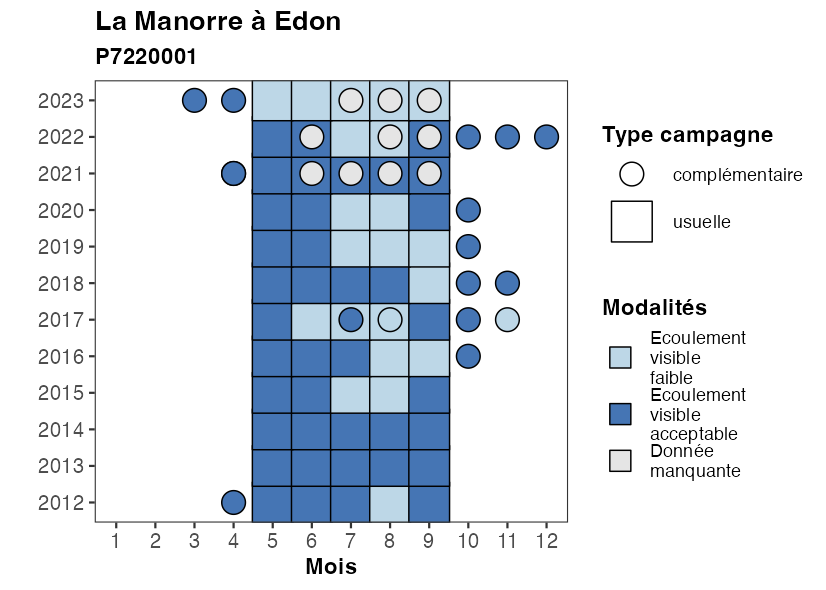 La Manorre à Edon
P7220001
2023
2022
2021
2020
2019
2018
2017
2016
2015
2014
2013
2012
1 2 3 4 5 6 7 8 9 10 11 12
Mois
Type campagne
complémentaire
usuelle
Modalités
Ecoulement
visible
faible
Ecoulement
visible
acceptable
Donnée
manquante